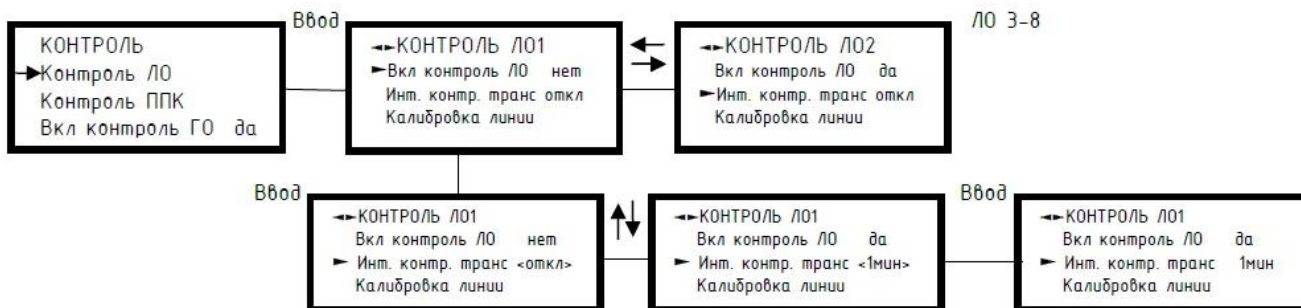 Ввод
ЛО 3-8
КОНТРОЛЬ
Контроль ЛО
Контроль ППК
Вкл контроль ГО да
КОНТРОЛЬ ЛО1
Вкл контроль ЛО нет
Инт. контр. транс откл
Калибровка линии
КОНТРОЛЬ ЛО2
Вкл контроль ЛО да
Инт. контр. транс откл
Калибровка линии
Ввод
КОНТРОЛЬ ЛО1
Вкл контроль ЛО нет
Инт. контр. транс <откл>
Калибровка линии
КОНТРОЛЬ ЛО1
Вкл контроль ЛО да
Инт. контр. транс <1мин>
Калибровка линии
Ввод
КОНТРОЛЬ ЛО1
Вкл контроль ЛО да
Инт. контр. транс 1мин
Калибровка линии